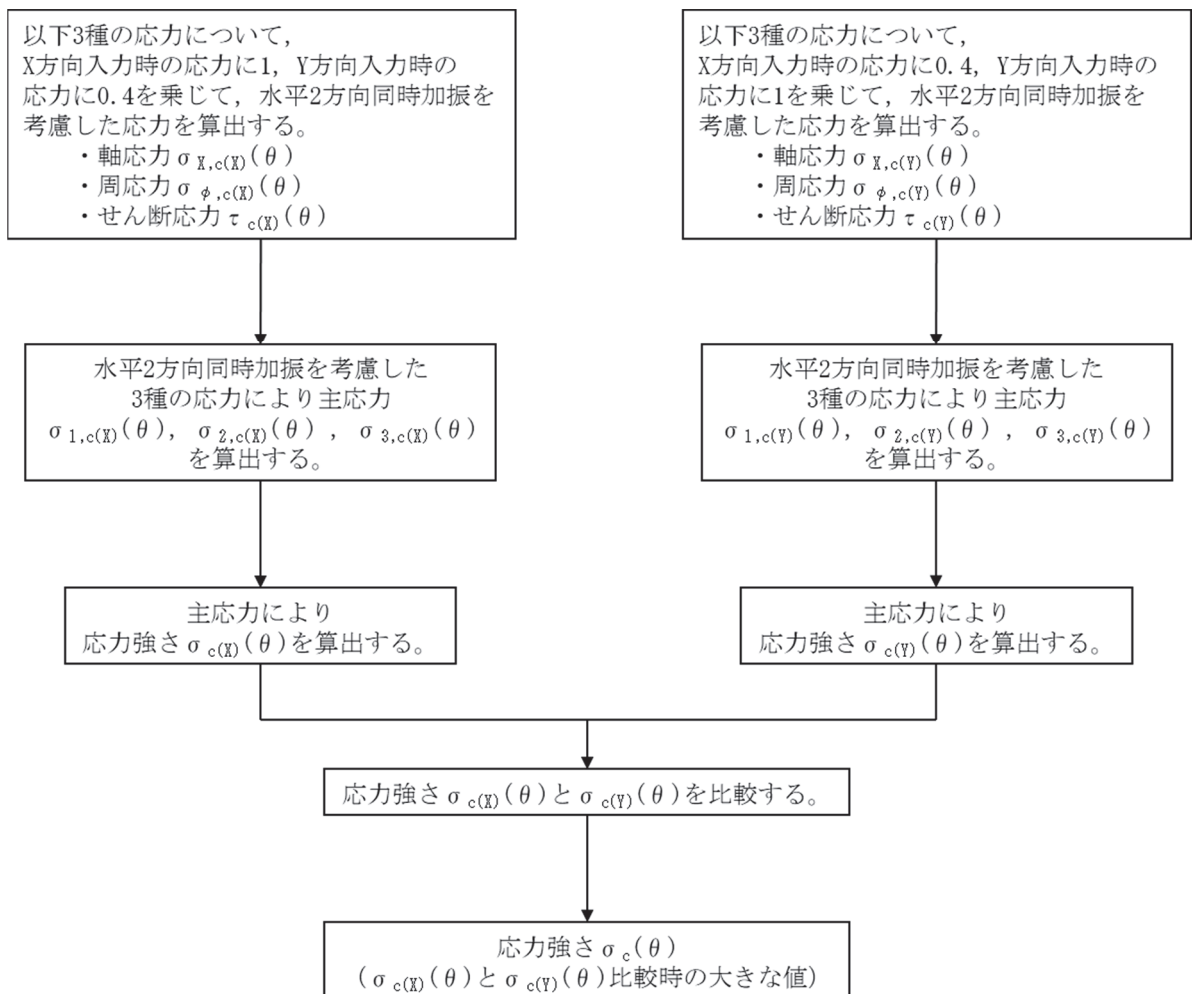 以下3種の応力について,
X方向入力時の応力に1, Y方向入力時の
応力に0.4を乗じて, 水平2方向同時加振を
考慮した応力を算出する。
・軸応力σX,c(X)(θ)
・周応力σφ,c(X)(θ)
・せん断応力τc(X)(θ)
以下3種の応力について,
X方向入力時の応力に0.4, Y方向入力時の
応力に1を乗じて, 水平2方向同時加振を
考慮した応力を算出する。
・軸応力σX,c(Y)(θ)
・周応力σφ,c(Y)(θ)
・せん断応力τc(Y)(θ)
水平2方向同時加振を考慮した
3種の応力により主応力
σ1,c(X)(θ), σ2,c(X)(θ), σ3,c(X)(θ)
を算出する。
水平2方向同時加振を考慮した
3種の応力により主応力
σ1,c(Y)(θ), σ2,c(Y)(θ), σ3,c(Y)(θ)
を算出する。
主応力により
応力強さσc(X)(θ)を算出する。
主応力により
応力強さσc(Y)(θ)を算出する。
応力強さσc(X)(θ)とσc(Y)(θ)を比較する。
応力強さσc(θ)
(σc(X)(θ)とσc(Y)(θ)比較時の大きな値)